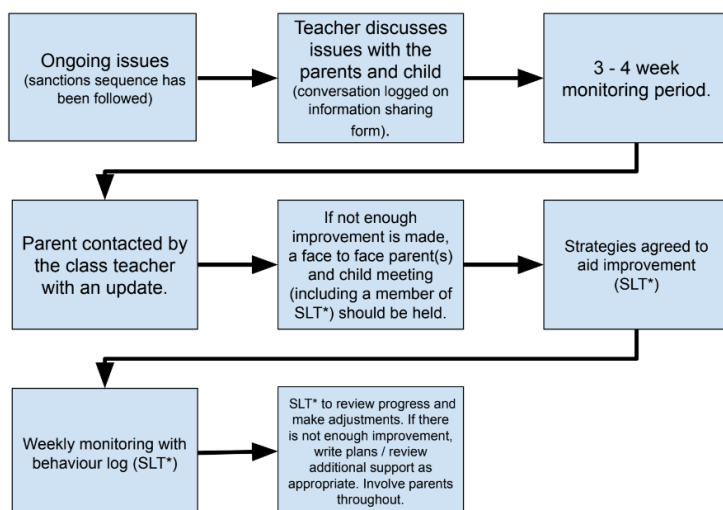 Ongoing issues
(sanctions sequence has
been followed)
Teacher discusses
issues with the
parents and child
(conversation logged on
information sharing
form).
3 - 4 week
monitoring period.
Parent contacted by
the class teacher
with an update.
If not enough
improvement is made,
a face to face parent(s)
and child meeting
(including a member of
SLT*) should be held.
Strategies agreed to
aid improvement
(SLT*)
Weekly monitoring with
behaviour log (SLT*)
SLT* to review progress and
make adjustments. If there
is not enough improvement,
write plans / review
additional support as
appropriate. Involve parents
throughout.